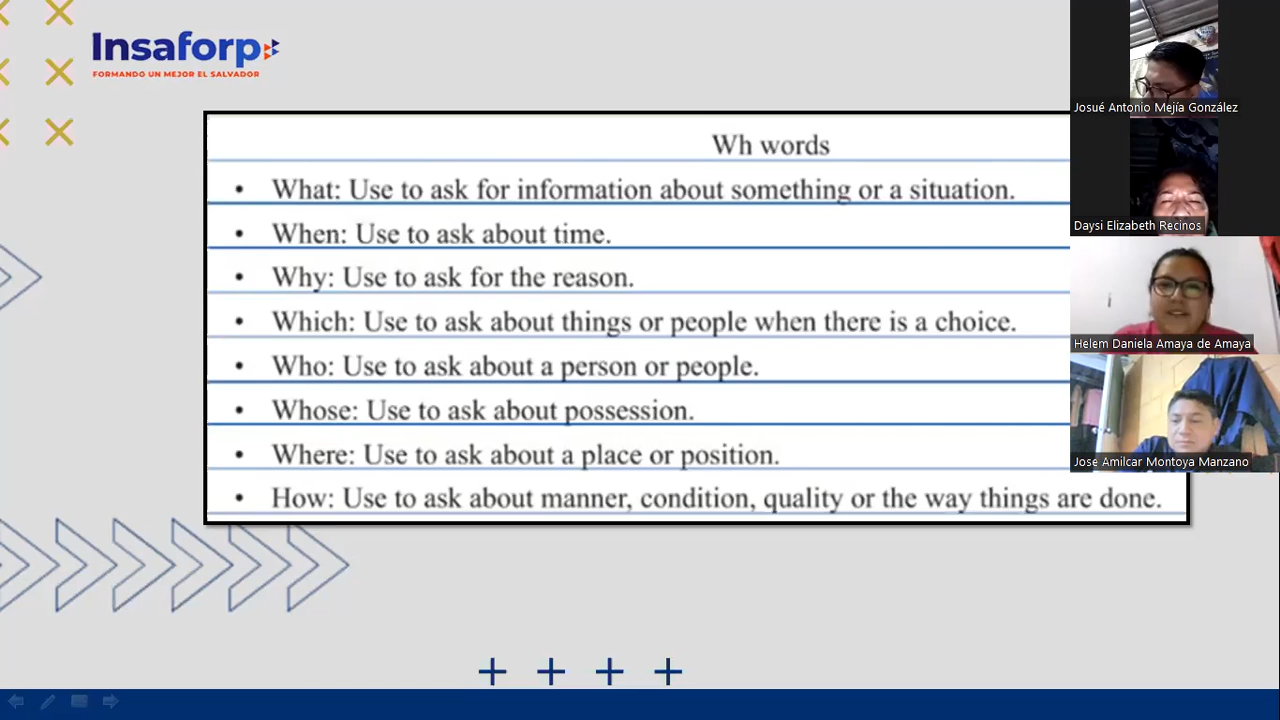 Insaforp
FORMANDO UN MEJOR EL SALVADOR
Wh words
• What: Use to ask for information about something or a situation.
• When: Use to ask about time.
• Why: Use to ask for the reason.
• Which: Use to ask about things or people when there is a choice.
• Who: Use to ask about a person or people.
• Whose: Use to ask about possession.
• Where: Use to ask about a place or position.
• How: Use to ask about manner, condition, quality or the way things are done.
Josué Antonio Mejía González
Daysi Elizabeth Recinos
Helem Daniela Amaya de Amaya
Jose Amilcar Montoya Manzano